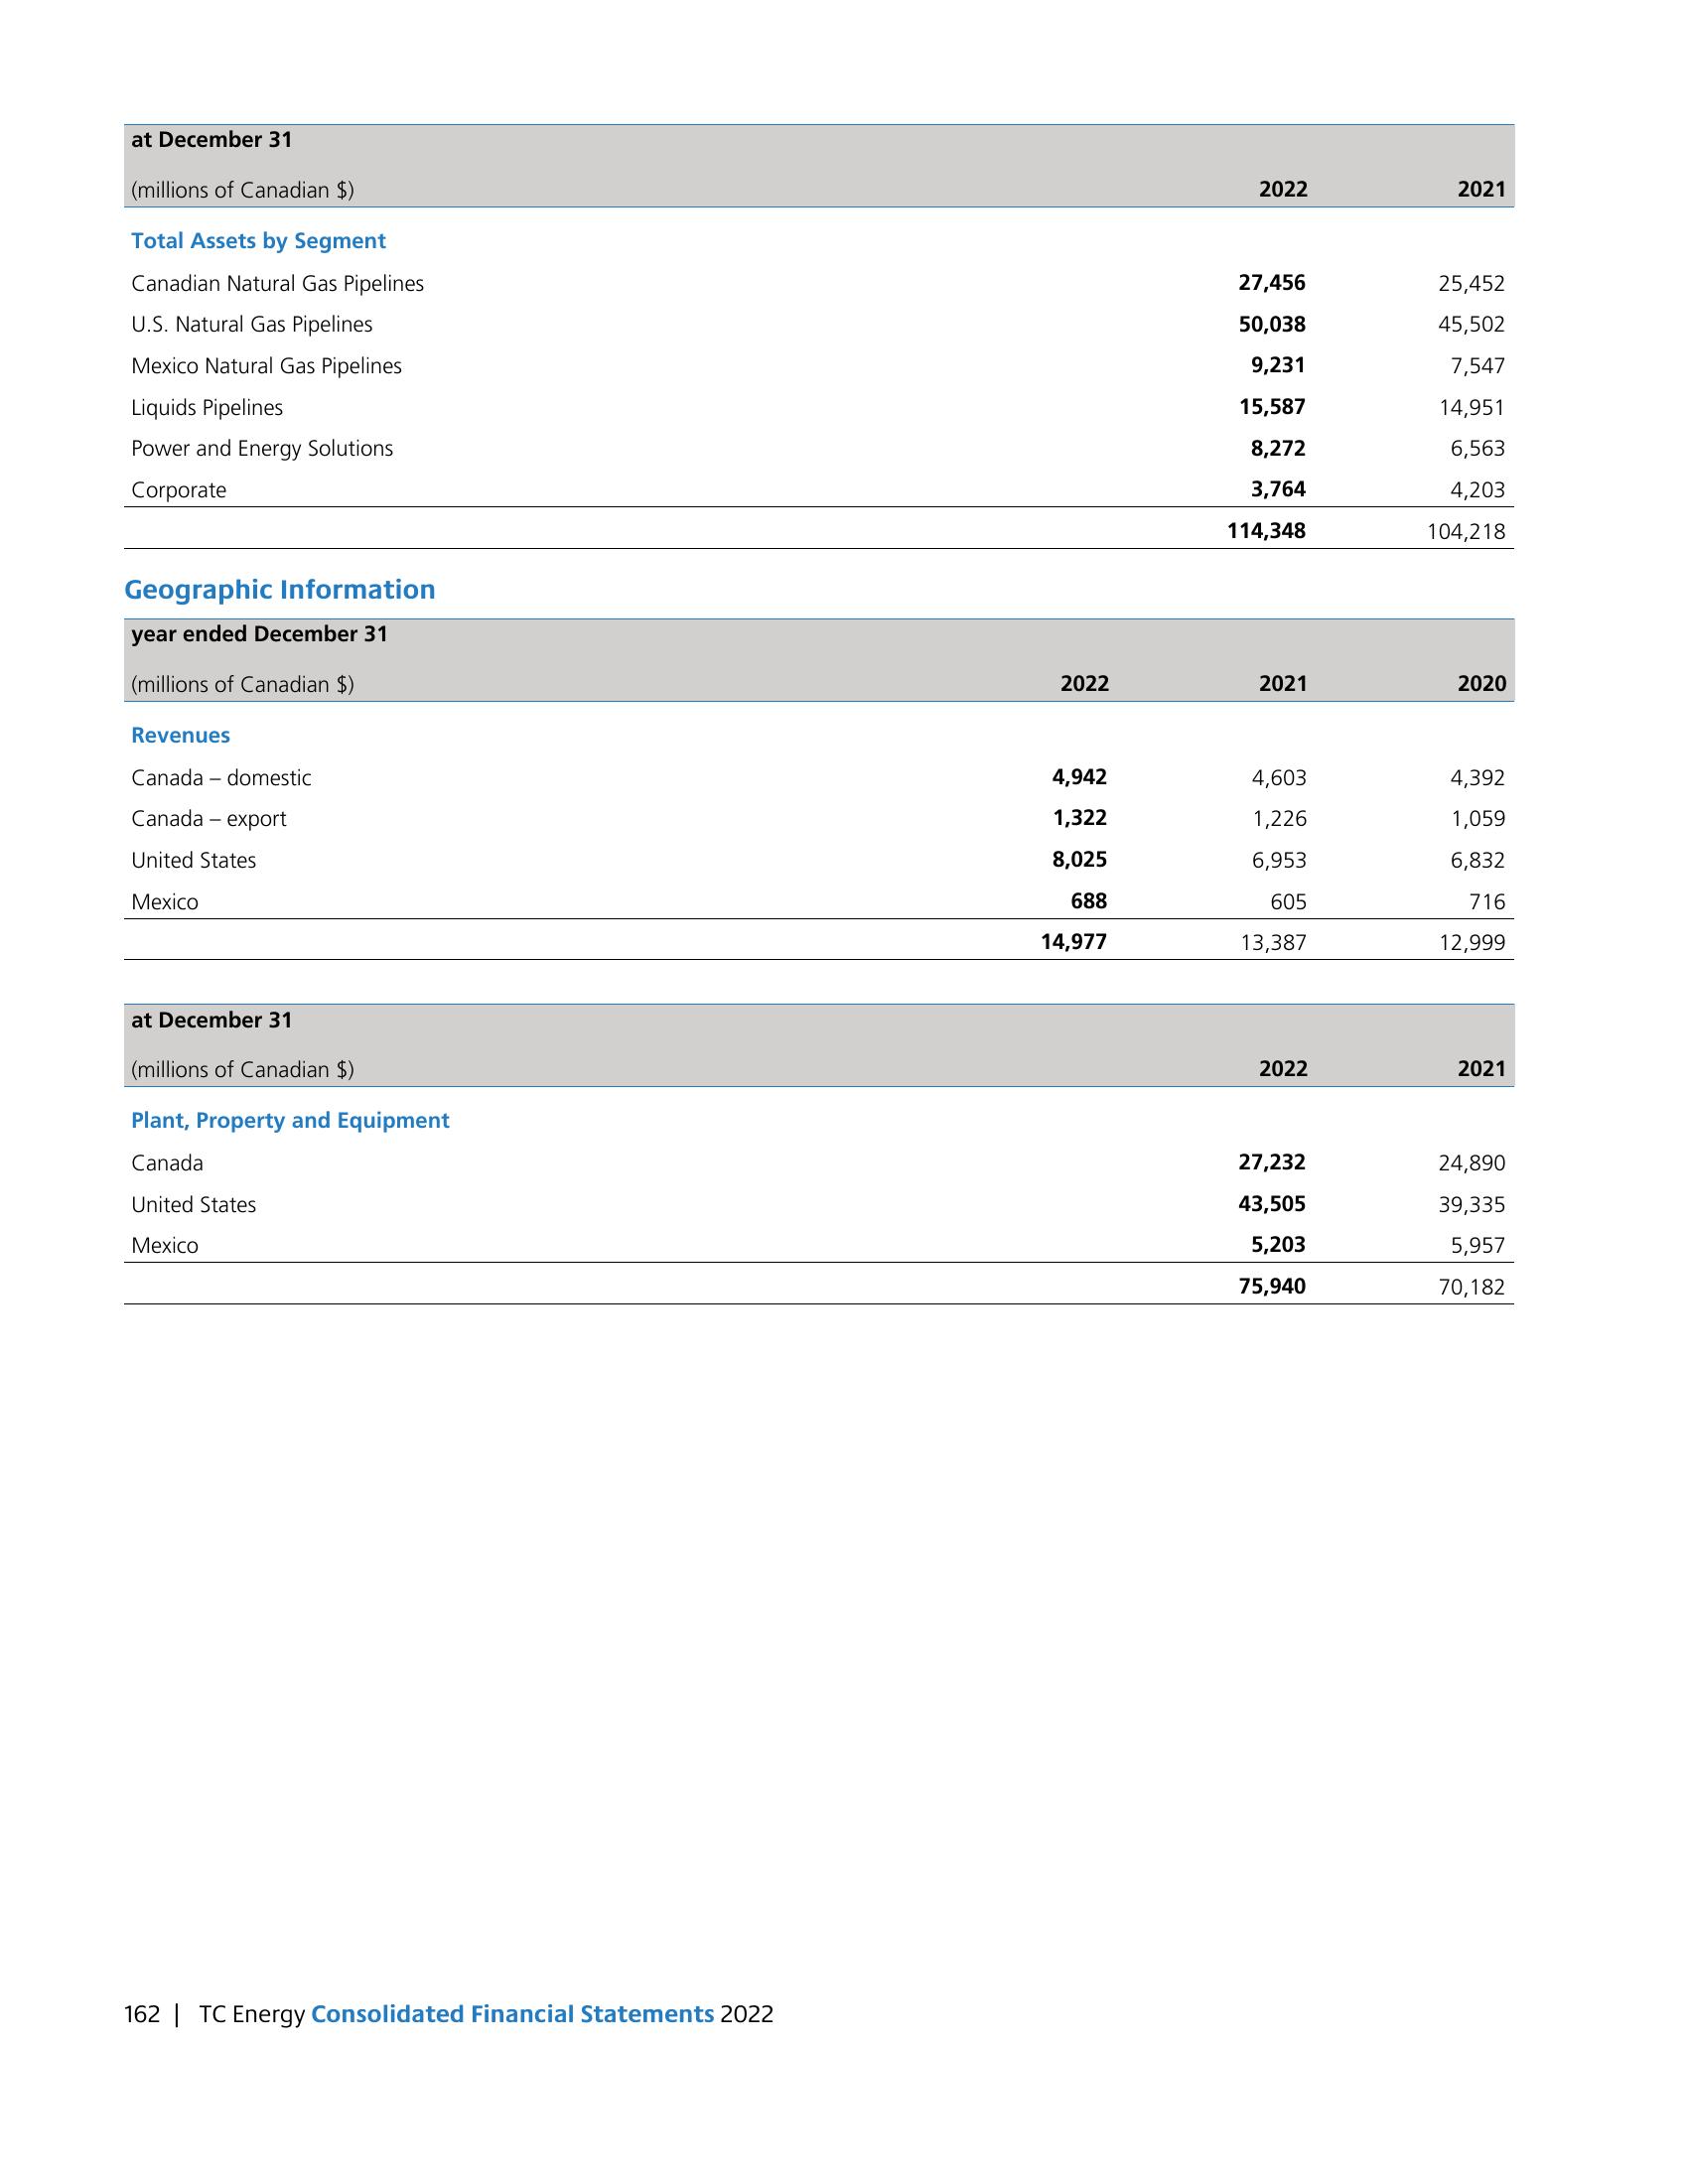 at December 31
(millions of Canadian $) 2022 2021
Total Assets by Segment
Canadian Natural Gas Pipelines 27,456 25,452
U.S. Natural Gas Pipelines 50,038 45,502
Mexico Natural Gas Pipelines 9,231 7,547
Liquids Pipelines 15,587 14,951
Power and Energy Solutions 8,272 6,563
Corporate 3,764 4,203
114,348 104,218
Geographic Information
year ended December 31
(millions of Canadian $) 2022 2021 2020
Revenues
Canada – domestic 4,942 4,603 4,392
Canada – export 1,322 1,226 1,059
United States 8,025 6,953 6,832
Mexico 688 605 716
14,977 13,387 12,999
at December 31
(millions of Canadian $) 2022 2021
Plant, Property and Equipment
Canada 27,232 24,890
United States 43,505 39,335
Mexico 5,203 5,957
75,940 70,182
162 | TC Energy Consolidated Financial Statements 2022